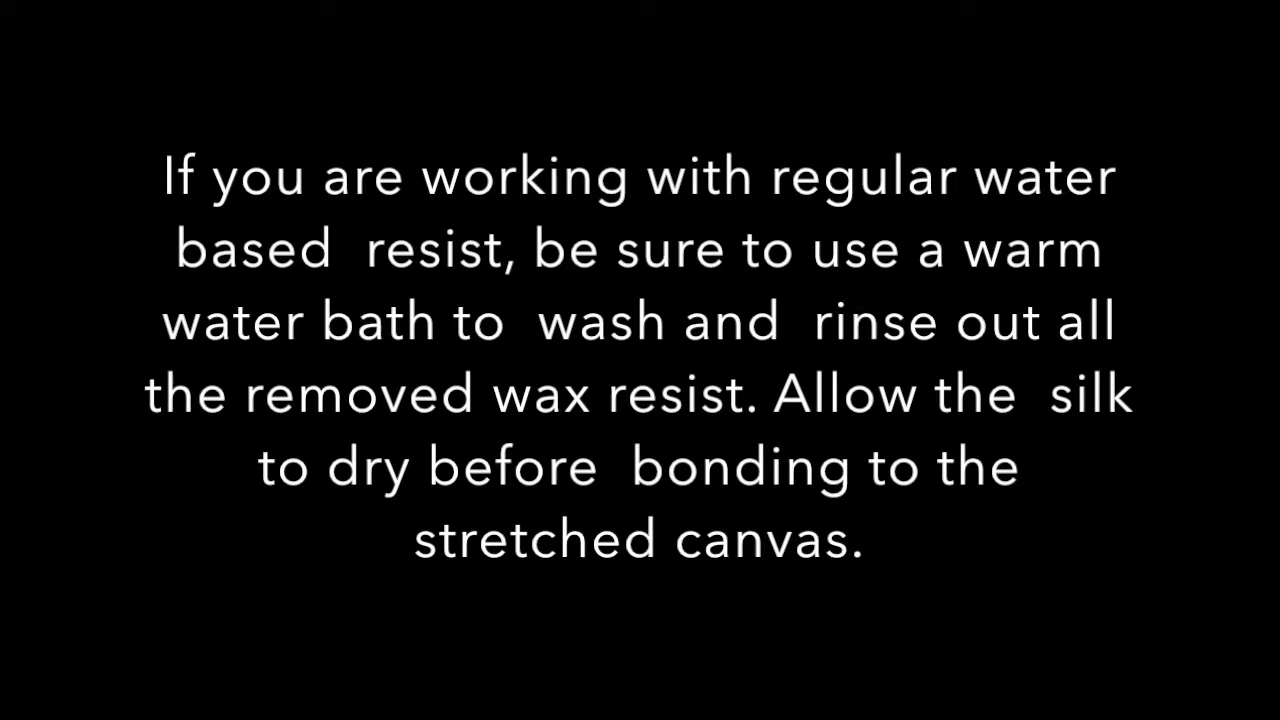 If you are working with regular water
based  resist, be sure to use a warm
water bath to  wash and  rinse out all
the removed wax resist. Allow the  silk
to dry before  bonding to the
stretched canvas.